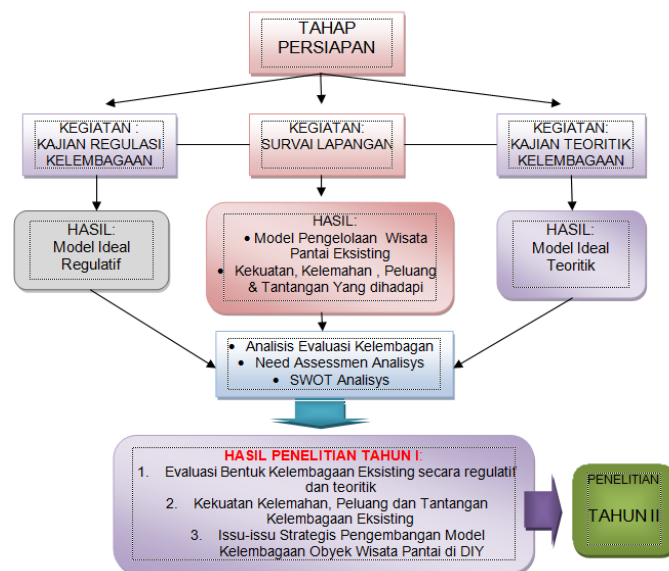 TAHAP
PERSIAPAN
KEGIATAN :
KAJIAN REGULASI
KELEMBAGAAN
KEGIATAN:
SURVAI LAPANGAN
KEGIATAN:
KAJIAN TEORITIK
KELEMBAGAAN
HASIL:
Model Ideal
Regulatif
HASIL:
• Model Pengelolaan Wisata
Pantai Eksisting
• Kekuatan, Kelemahan , Peluang
& Tantangan Yang dihadapi
HASIL:
Model Ideal
Teoritik
• Analisis Evaluasi Kelembagan
• Need Assessmen Analisys
• SWOT Analisys
HASIL PENELITIAN TAHUN I:
1. Evaluasi Bentuk Kelembagaan Eksisting secara regulatif
dan teoritik
2. Kekuatan Kelemahan, Peluang dan Tantangan
Kelembagaan Eksisting
3. Issu-issu Strategis Pengembangan Model
Kelembagaan Obyek Wisata Pantai di DIY
PENELITIAN
TAHUN II